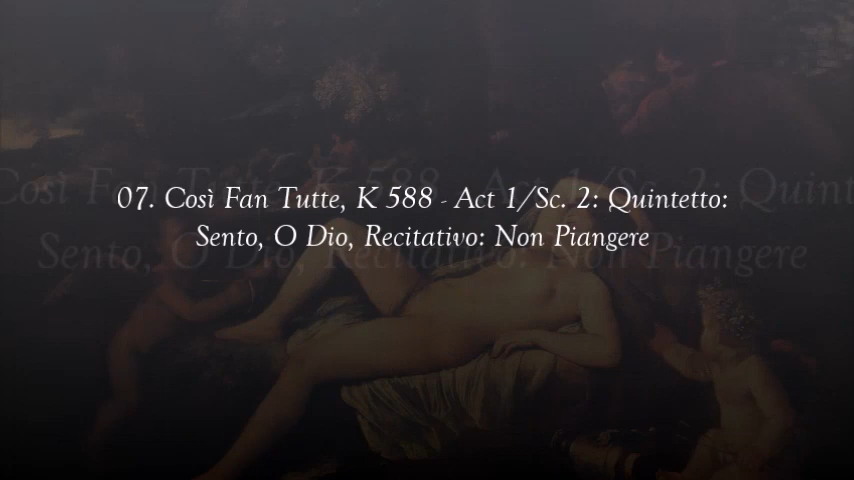 07. Così Fan Tutte, K 588 - Act 1/Sc. 2: Quintetto:
Sento, O Dio, Recitativo: Non Piangere